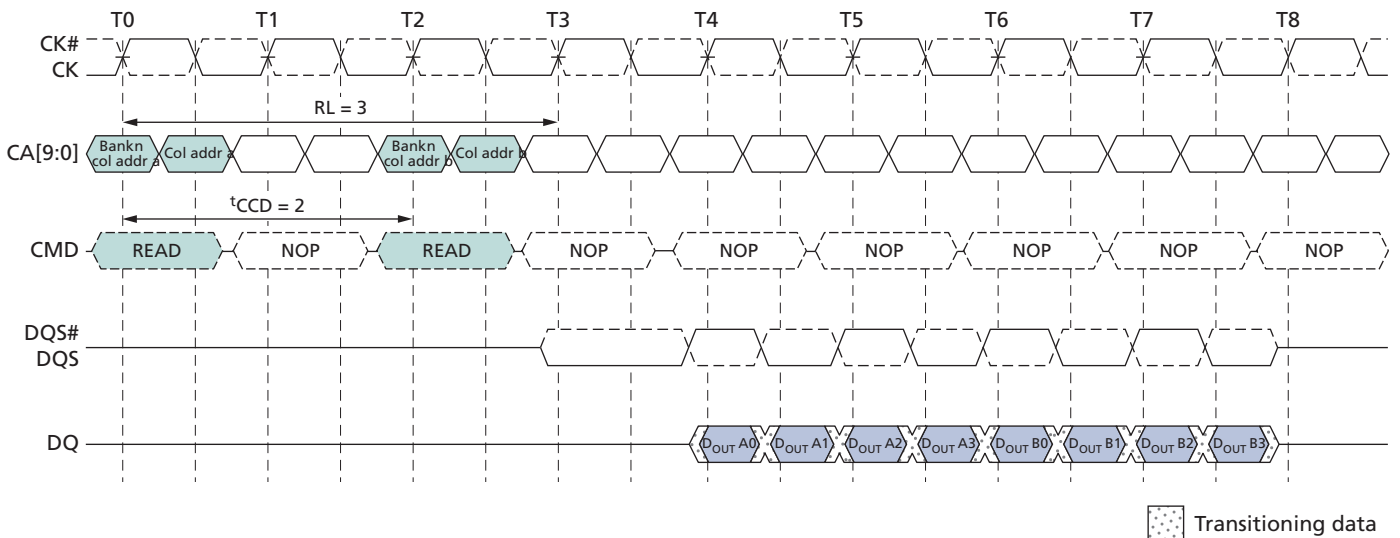 T0 T1 T2 T3 T4 T5 T6 T7 T8
CK#
CK
RL = 3
CA[9:0]
Bankn
col addr a
Col addr a
Bankn
col addr b
Col addr b
tCCD = 2
CMD READ NOP READ NOP NOP NOP NOP NOP NOP
DQS#
DQS
DQ DOUT A0 DOUT A1 DOUT A2 DOUT A3 DOUT B0 DOUT B1 DOUT B2 DOUT B3
Transitioning data